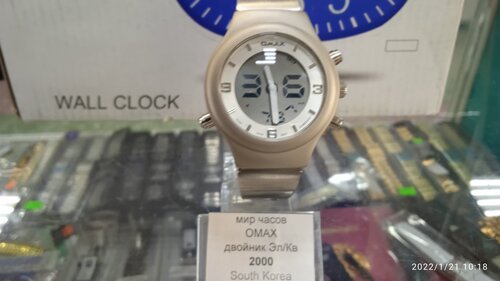 OMAX
WALL CLOCK
мир часов
OMAX
двойник Эл/Кв
2000
South Korea
2022/1/21 10:18